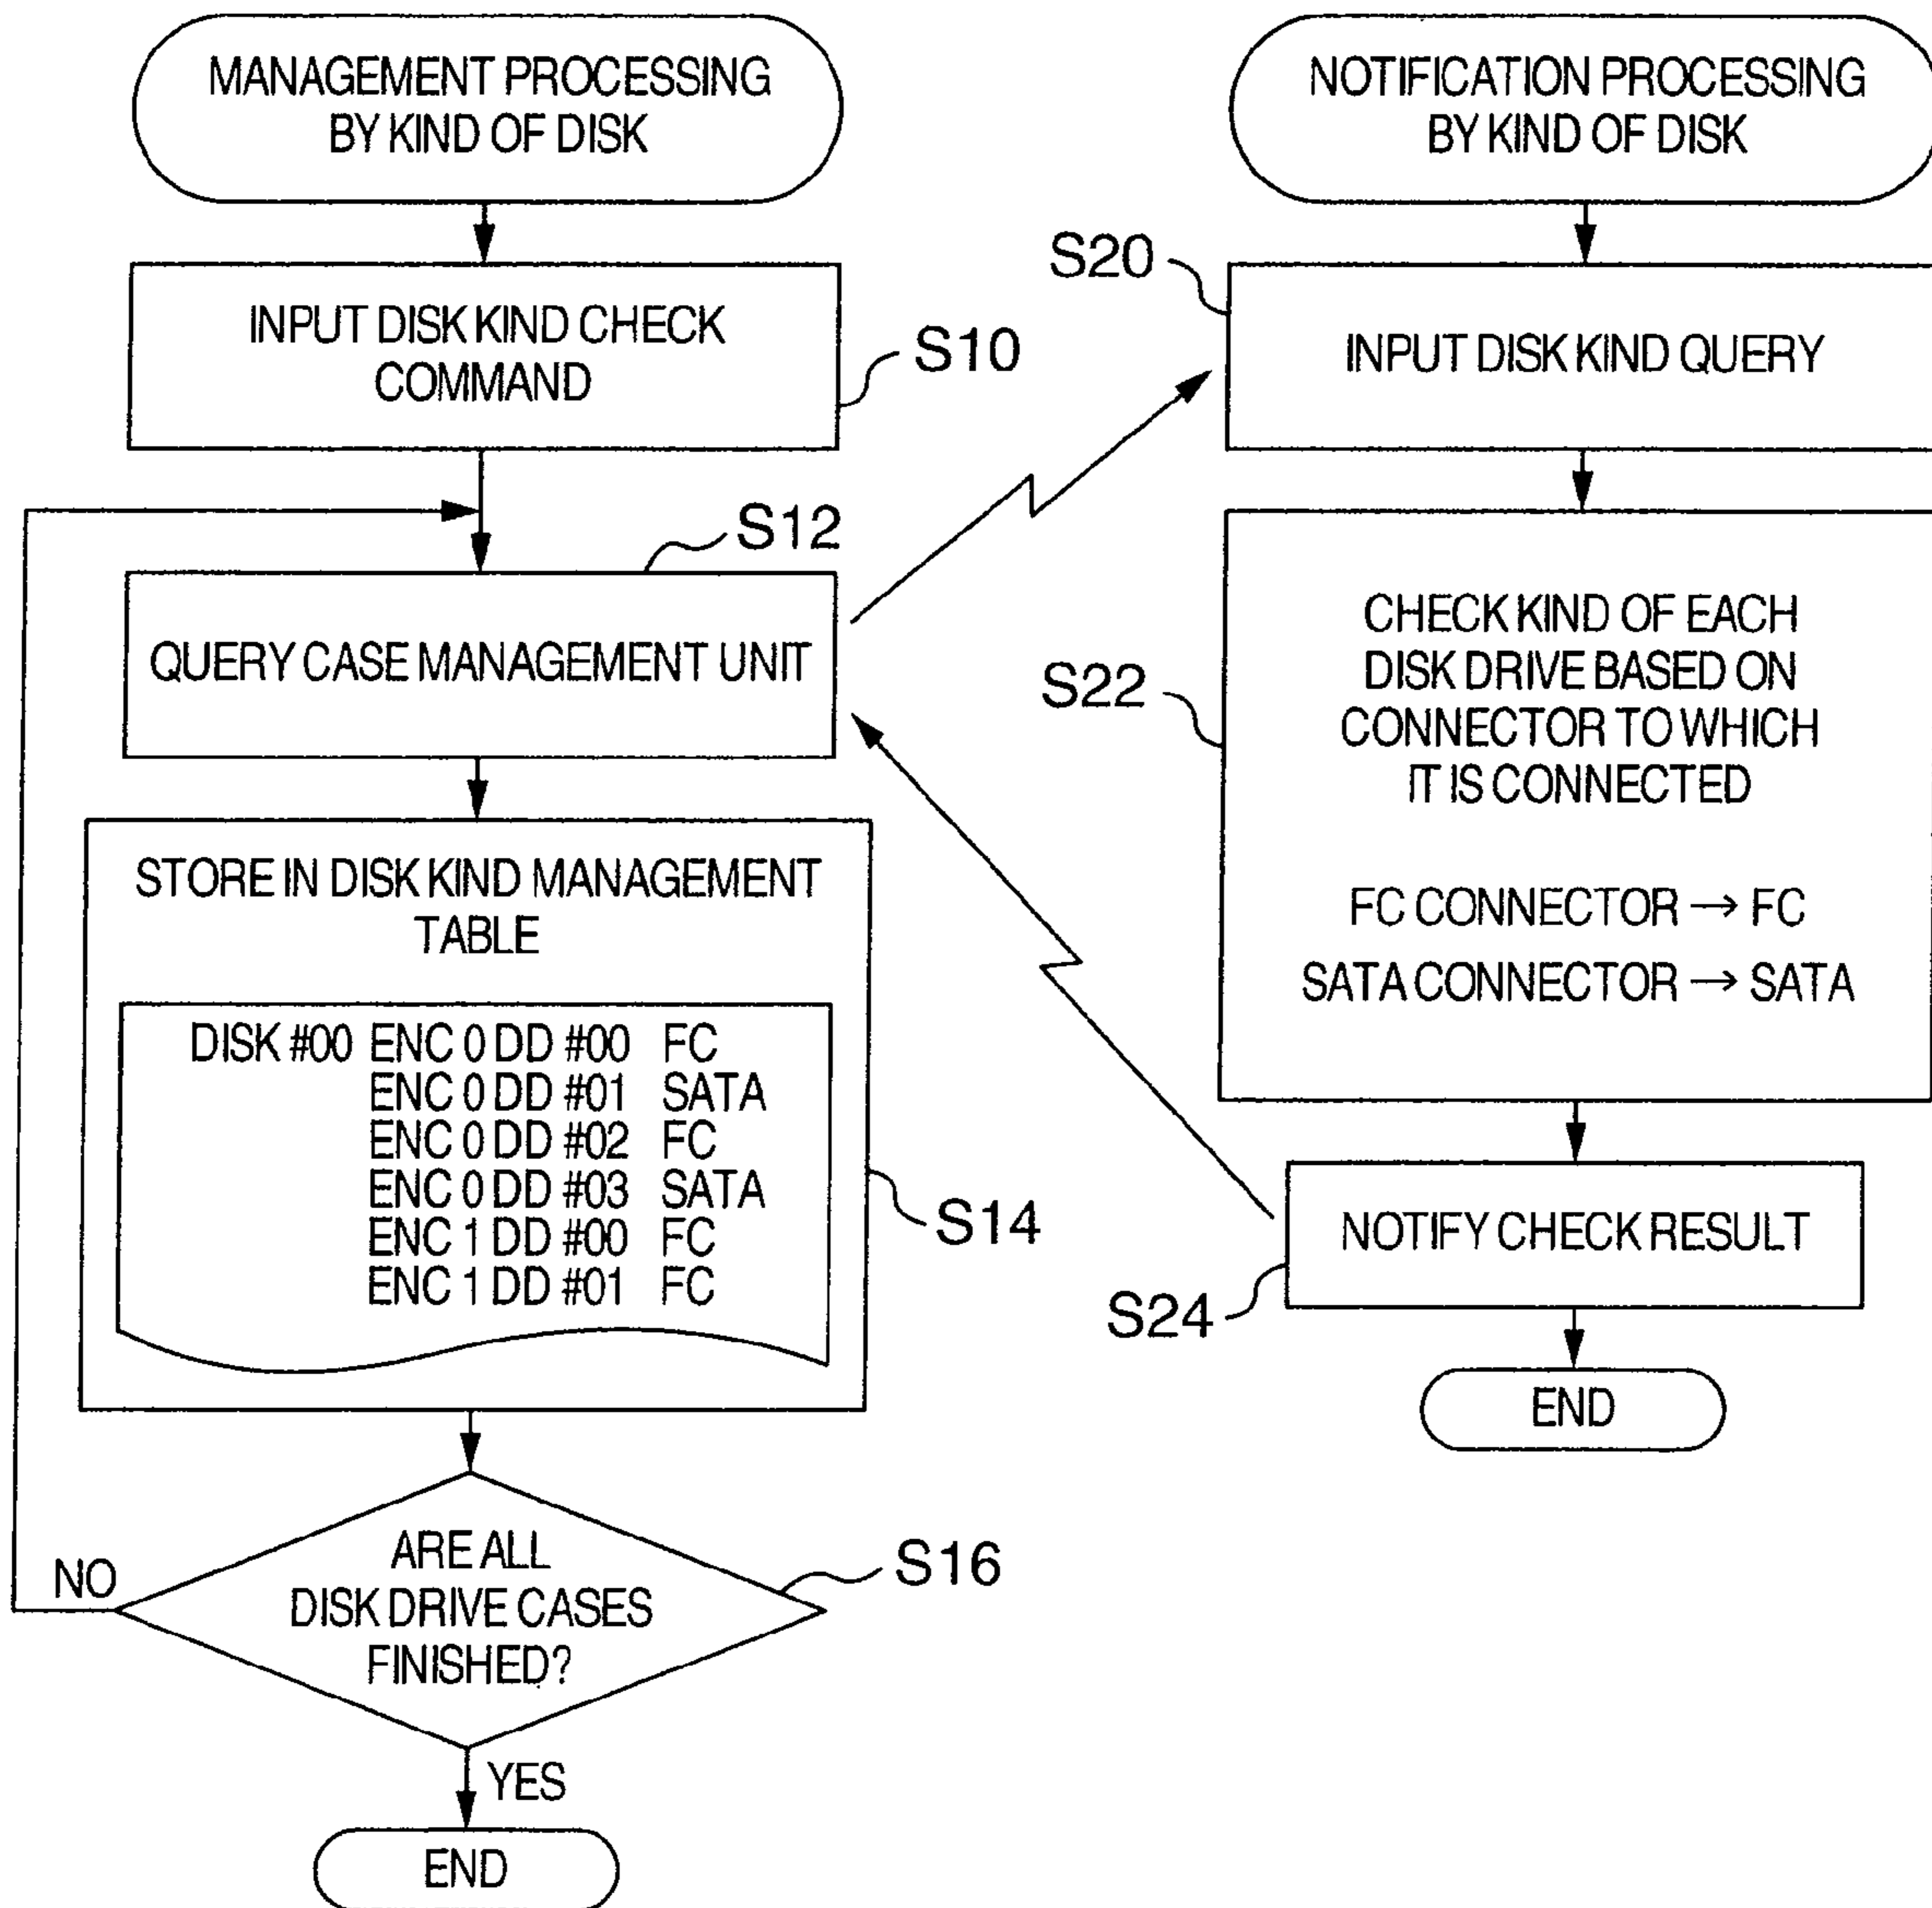 MANAGEMENT PROCESSING
BY KIND OF DISK
INPUT DISK KIND CHECK
COMMAND
S10
S12
QUERY CASE MANAGEMENT UNIT
STORE IN DISK KIND MANAGEMENT
TABLE
DISK #00 ENC 0 DD #00 FC
ENC 0 DD #01 SATA
ENC 0 DD #02 FC
ENC 0 DD #03 SATA
ENC 1 DD #00 FC
ENC 1 DD #01 FC
S14
ARE ALL
DISK DRIVE CASES
FINISHED?
S16
NO
YES
END
NOTIFICATION PROCESSING
BY KIND OF DISK
S20
INPUT DISK KIND QUERY
S22
CHECK KIND OF EACH
DISK DRIVE BASED ON
CONNECTOR TO WHICH
IT IS CONNECTED
FC CONNECTOR → FC
SATA CONNECTOR → SATA
NOTIFY CHECK RESULT
S24
END